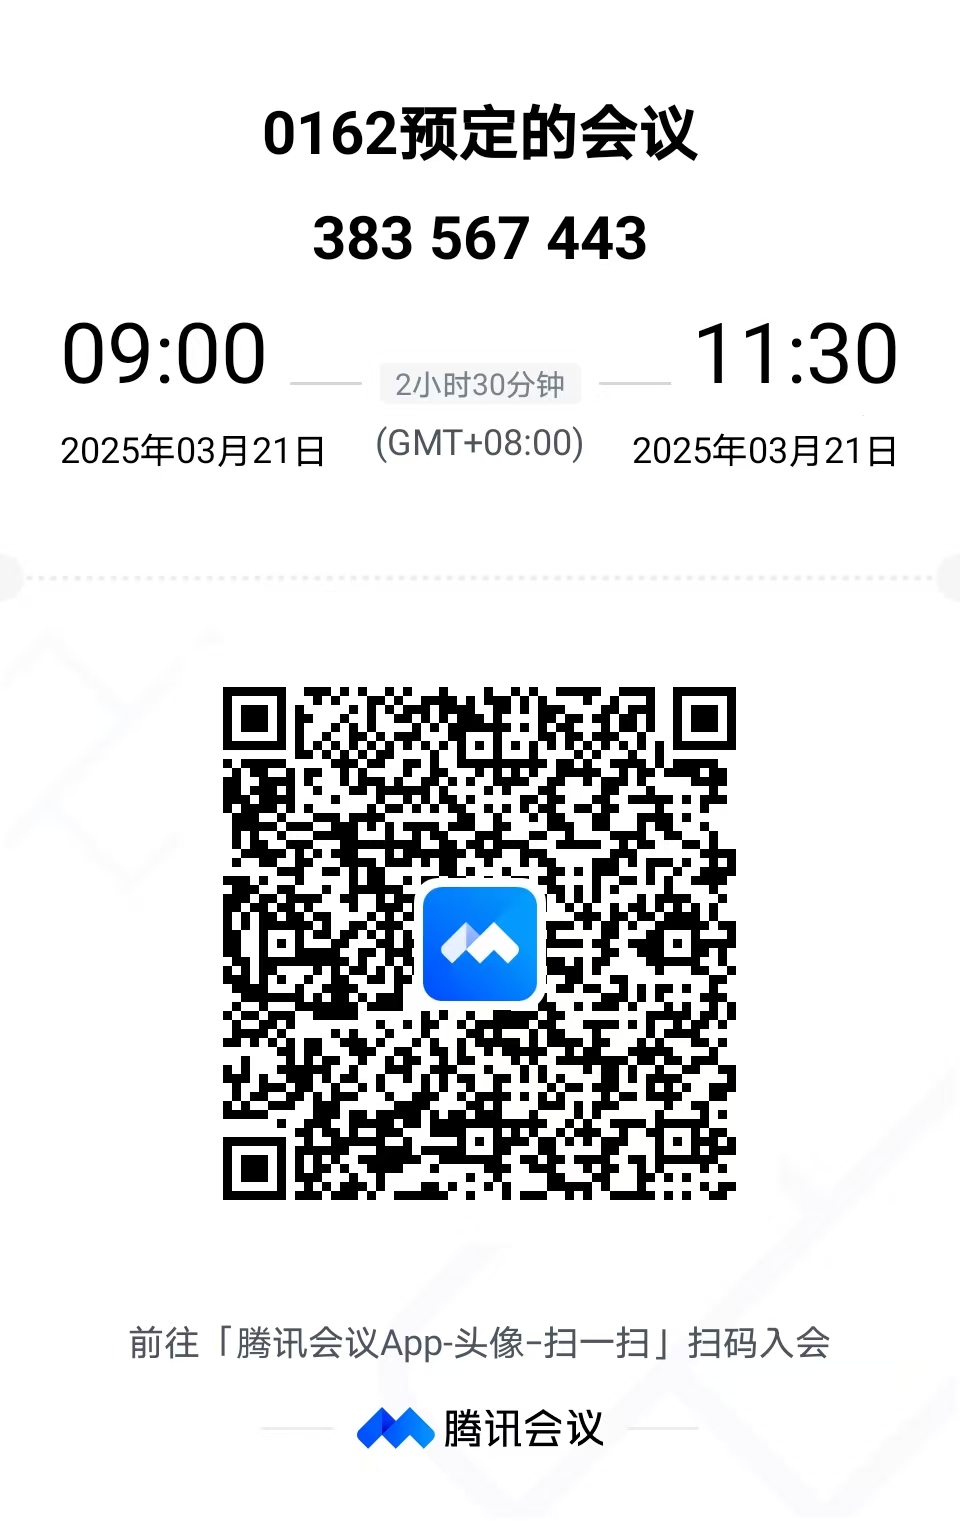 0162预定的会议
383 567 443
09:00 2小时30分钟 11:30
2025年03月21日 (GMT+08:00) 2025年03月21日
前往「腾讯会议App-头像-扫一扫」扫码入会
腾讯会议